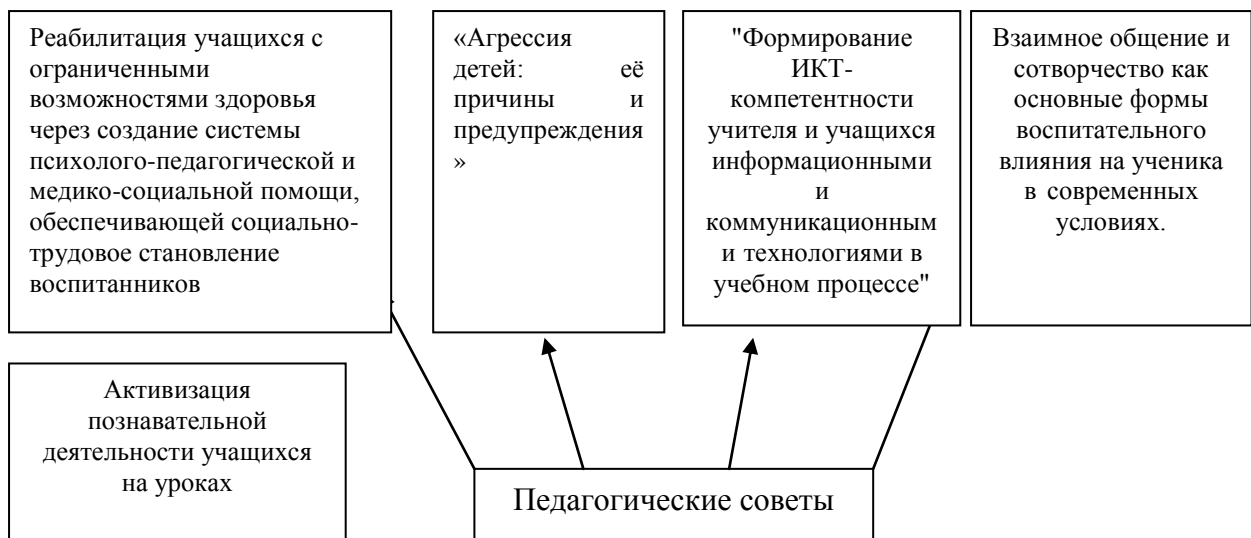 Реабилитация учащихся с
ограниченными
возможностями здоровья
через создание системы
психолого-педагогической и
медико-социальной помощи,
обеспечивающей социально-
трудовое становление
воспитанников
«Агрессия
детей: её
причины и
предупреждения
»
"Формирование
ИКТ-
компетентности
учителя и учащихся
информационными
и
коммуникационным
и технологиями в
учебном процессе"
Взаимное общение и
сотворчество как
основные формы
воспитательного
влияния на ученика
в современных
условиях.
Активизация
познавательной
деятельности учащихся
на уроках
Педагогические советы